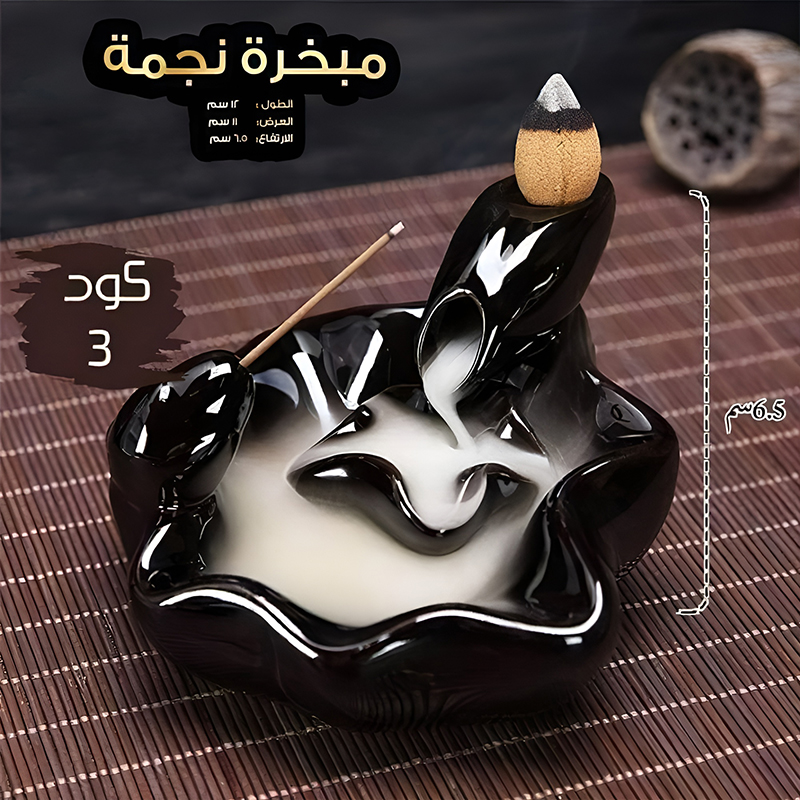 مبخرة نجمة
الطول : ١٢ سم
العرض: ١١ سم
الارتفاع: ٦.٥ سم
كود
3
6.5سم